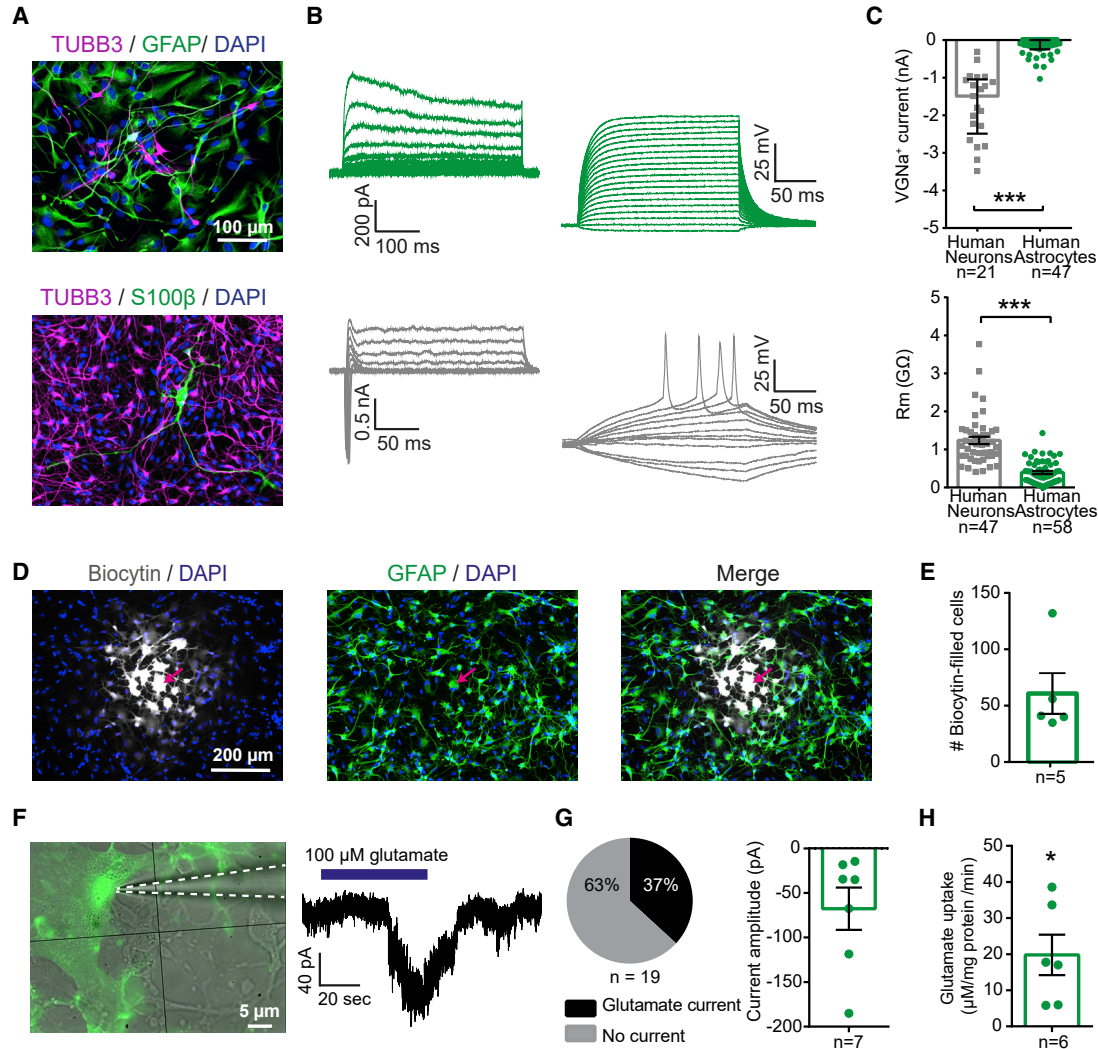 A
TUBB3 / GFAP/ DAPI
100 µm
TUBB3 / S100β / DAPI
B
200 pA
100 ms
25 mV
50 ms
0.5 nA
50 ms
25 mV
50 ms
C
VGNa⁺ current (nA)
0
-1
-2
-3
-4
-5
***
Human Human
Neurons Astrocytes
n=21 n=47
Rm (GΩ)
5
4
3
2
1
0
***
Human Human
Neurons Astrocytes
n=47 n=58
D
Biocytin / DAPI
200 µm
GFAP / DAPI
Merge
E
# Biocytin-filled cells
150
100
50
0
n=5
F
5 µm
100 µM glutamate
40 pA
20 sec
G
63%
37%
n = 19
Glutamate current
No current
Current amplitude (pA)
0
-50
-100
-150
-200
n=7
H
Glutamate uptake
(µM/mg protein /min)
50
40
30
20
10
0
*
n=6